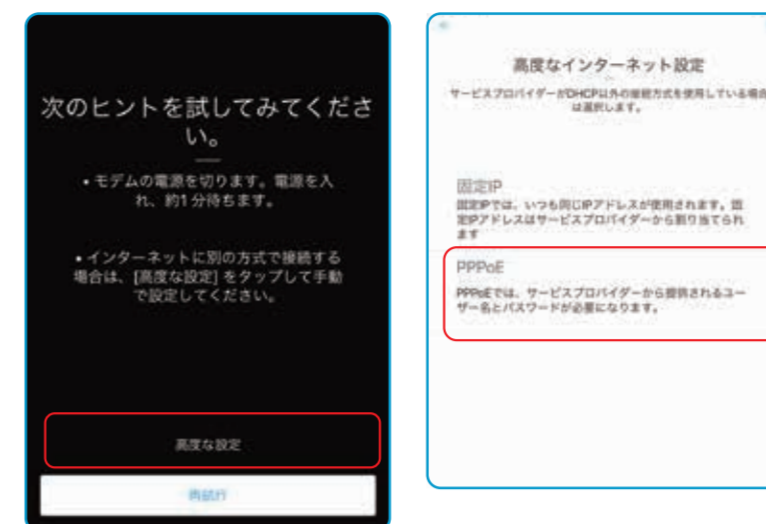 次のヒントを試してみてくださ
い。
• モデムの電源を切ります。電源を入
れ、約1分待ちます。
• インターネットに別の方式で接続する
場合は、[高度な設定] をタップして手動
で設定してください。
高度な設定
再試行
高度なインターネット設定
サービスプロバイダーがDHCP以外の接続方式を使用している場合
は選択します。
固定IP
固定IPでは、いつも同じIPアドレスが使用されます。固
定IPアドレスはサービスプロバイダーから割り当てられ
ます
PPPoE
PPPoEでは、サービスプロバイダーから提供されるユー
ザー名とパスワードが必要になります。